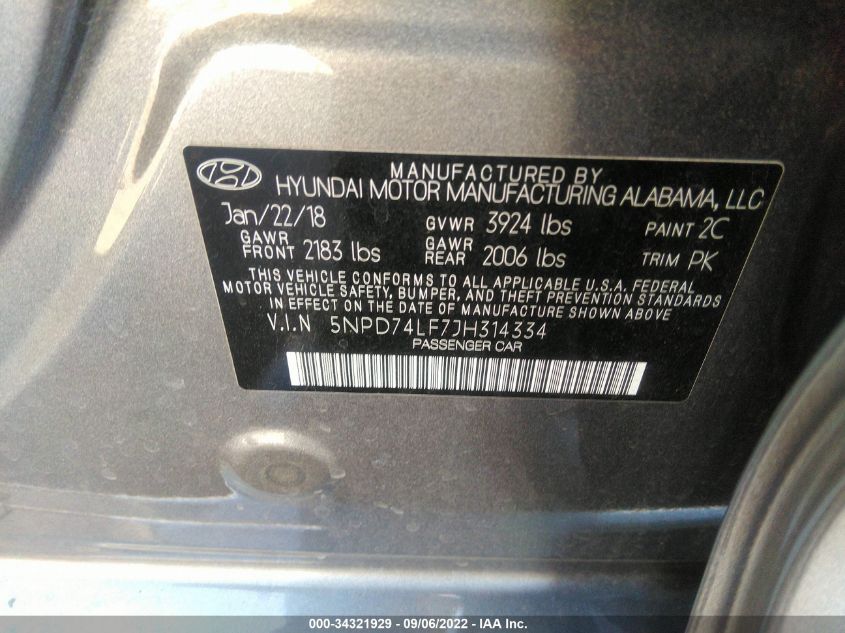 MANUFACTURED BY
HYUNDAI MOTOR MANUFACTURING ALABAMA, LLC
Jan/22/18 GVWR 3924 lbs PAINT 2C
GAWR FRONT 2183 lbs GAWR REAR 2006 lbs TRIM PK
THIS VEHICLE CONFORMS TO ALL APPLICABLE U.S.A. FEDERAL
MOTOR VEHICLE SAFETY, BUMPER, AND THEFT PREVENTION STANDARDS
IN EFFECT ON THE DATE OF MANUFACTURE SHOWN ABOVE.
V.I.N 5NPD74LF7JH314334
PASSENGER CAR
000-34321929 - 09/06/2022 - IAA Inc.